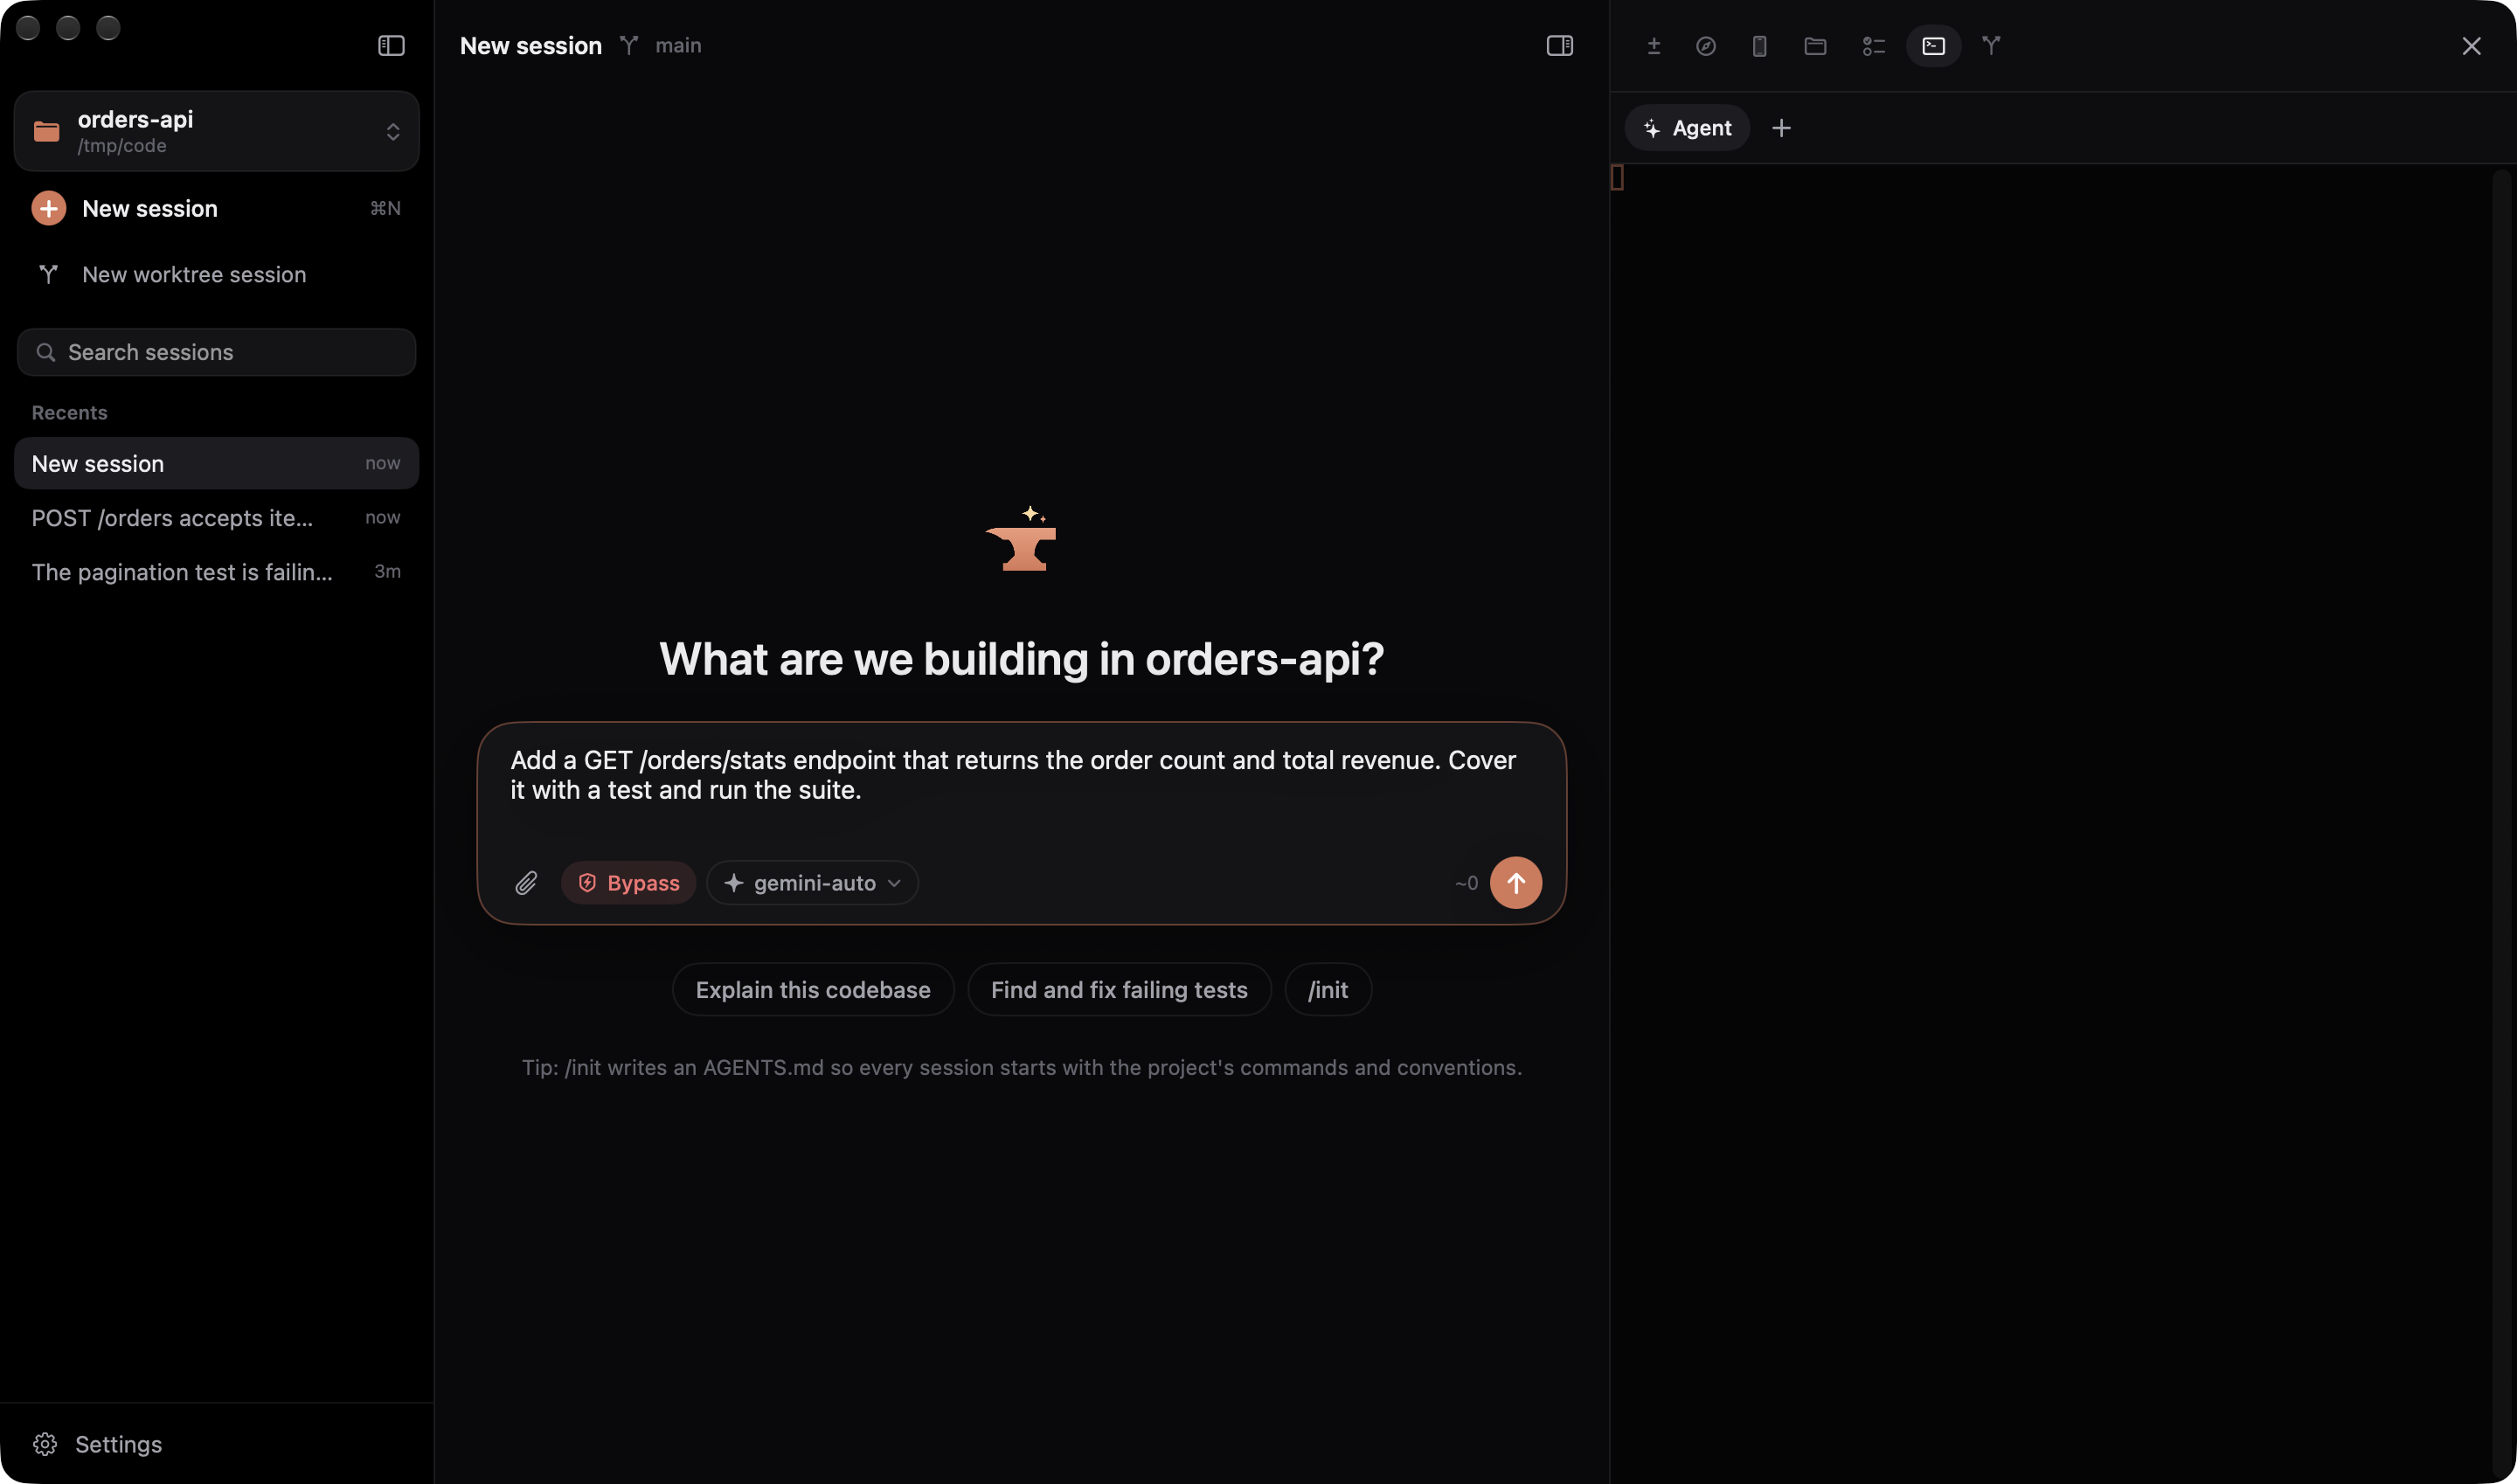 orders-api
/tmp/code
New session ⌘N
New worktree session
Search sessions
Recents
New session now
POST /orders accepts ite... now
The pagination test is failin... 3m
Settings
New session main
What are we building in orders-api?
Add a GET /orders/stats endpoint that returns the order count and total revenue. Cover
it with a test and run the suite.
Bypass gemini-auto ~0
Explain this codebase Find and fix failing tests /init
Tip: /init writes an AGENTS.md so every session starts with the project's commands and conventions.
Agent